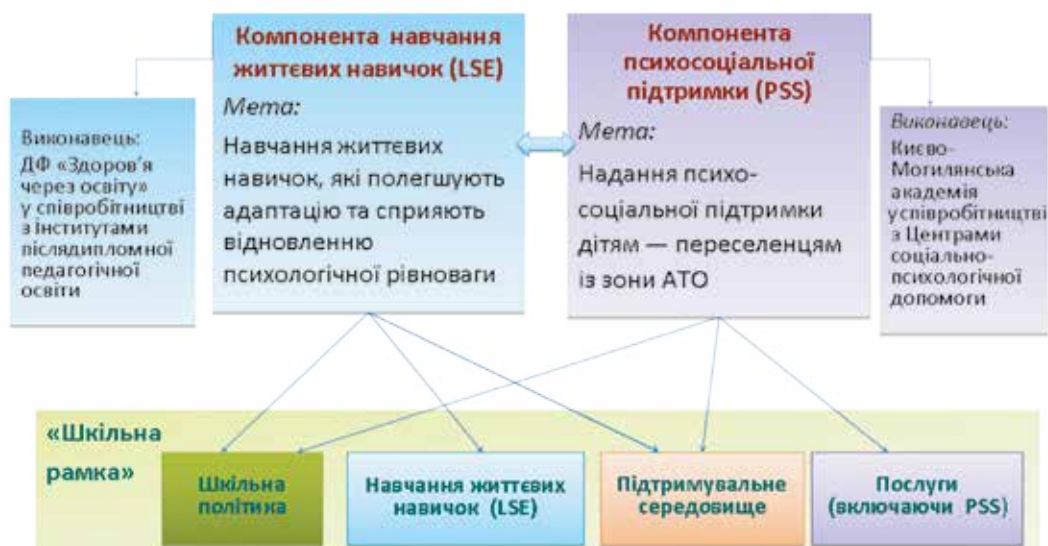 Компонента навчання
життєвих навичок (LSE)
Мета:
Навчання життєвих
навичок, які полегшують
адаптацію та сприяють
відновленню
психологічної рівноваги
Компонента
психосоціальної
підтримки (PSS)
Мета:
Надання психо-
соціальної підтримки
дітям — переселенцям
із зони АТО
Виконавець:
ДФ «Здоров’я
через освіту»
у співробітництві
з Інститутами
післядипломної
педагогічної
освіти
Виконавець:
Києво-
Могилянська
академія
у співробітництві
з Центрами
соціально-
психологічної
допомоги
«Шкільна
рамка»
Шкільна
політика
Навчання життєвих
навичок (LSE)
Підтримувальне
середовище
Послуги
(включаючи PSS)